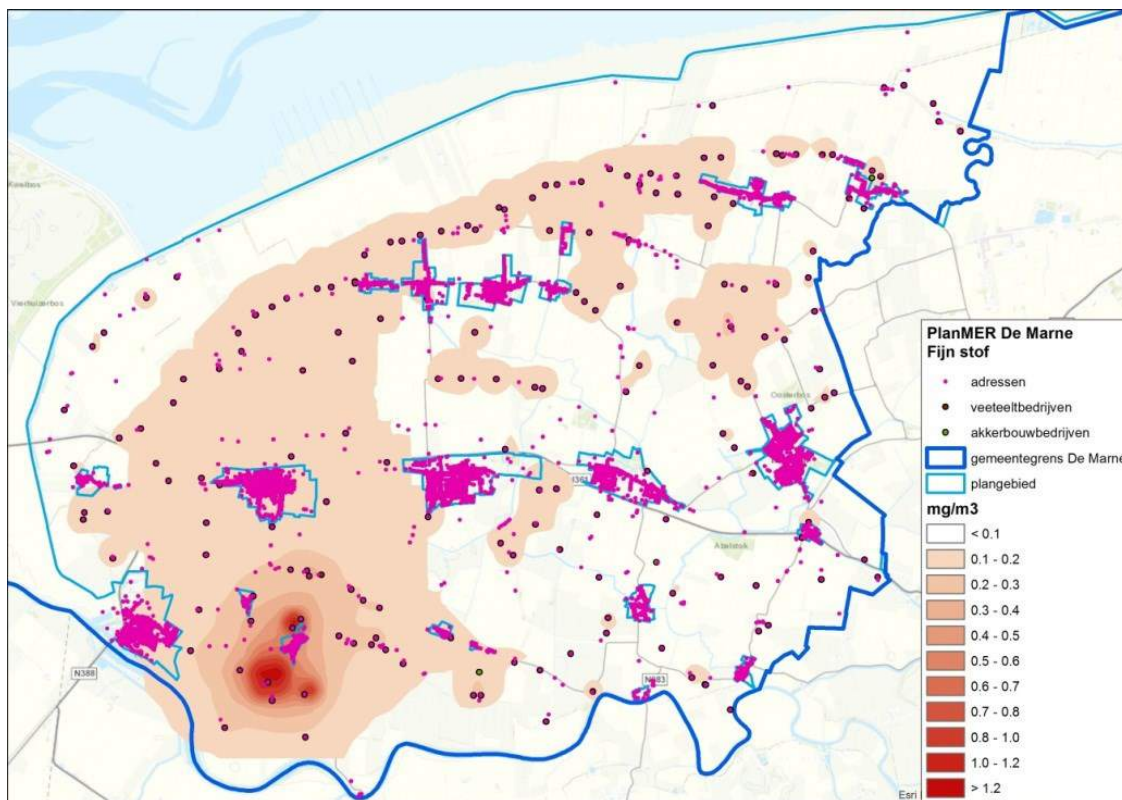 Vierhuizerbos
Oosterbos
N361
Abelstok
N388
N983
PlanMER De Marne
Fijn stof
adressen
veeteeltbedrijven
akkerbouwbedrijven
gemeentegrens De Marne
plangebied
mg/m3
< 0.1
0.1 - 0.2
0.2 - 0.3
0.3 - 0.4
0.4 - 0.5
0.5 - 0.6
0.6 - 0.7
0.7 - 0.8
0.8 - 1.0
1.0 - 1.2
> 1.2
Esri